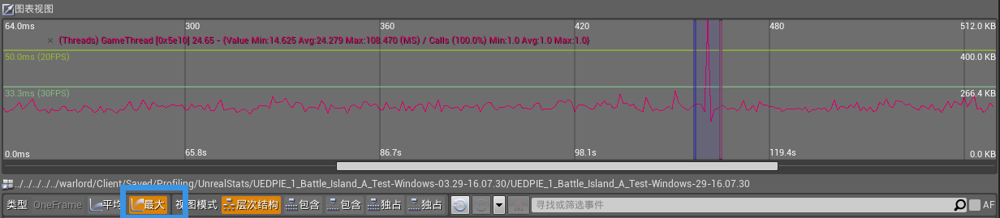 图表视图
64.0ms 300 360 420 480 512.0 KB
× (Threads) GameThread [0x5e10] 24.65 - {Value Min:14.625 Avg:24.279 Max:108.470 (MS) / Calls (100.0%) Min:1.0 Avg:1.0 Max:1.0}
50.0ms (20FPS) 400.0 KB
33.3ms (30FPS) 266.4 KB
0.0ms 65.8s 86.7s 98.1s 119.4s 0.0 KB
../../../../../warlord/Client/Saved/Profiling/UnrealStats/UEDPIE_1_Battle_Island_A_Test-Windows-03.29-16.07.30/UEDPIE_1_Battle_Island_A_Test-Windows-29-16.07.30
类型 OneFrame 平均 最大 视图模式 层次结构 包含 包含 独占 独占 寻找或筛选事件 AF